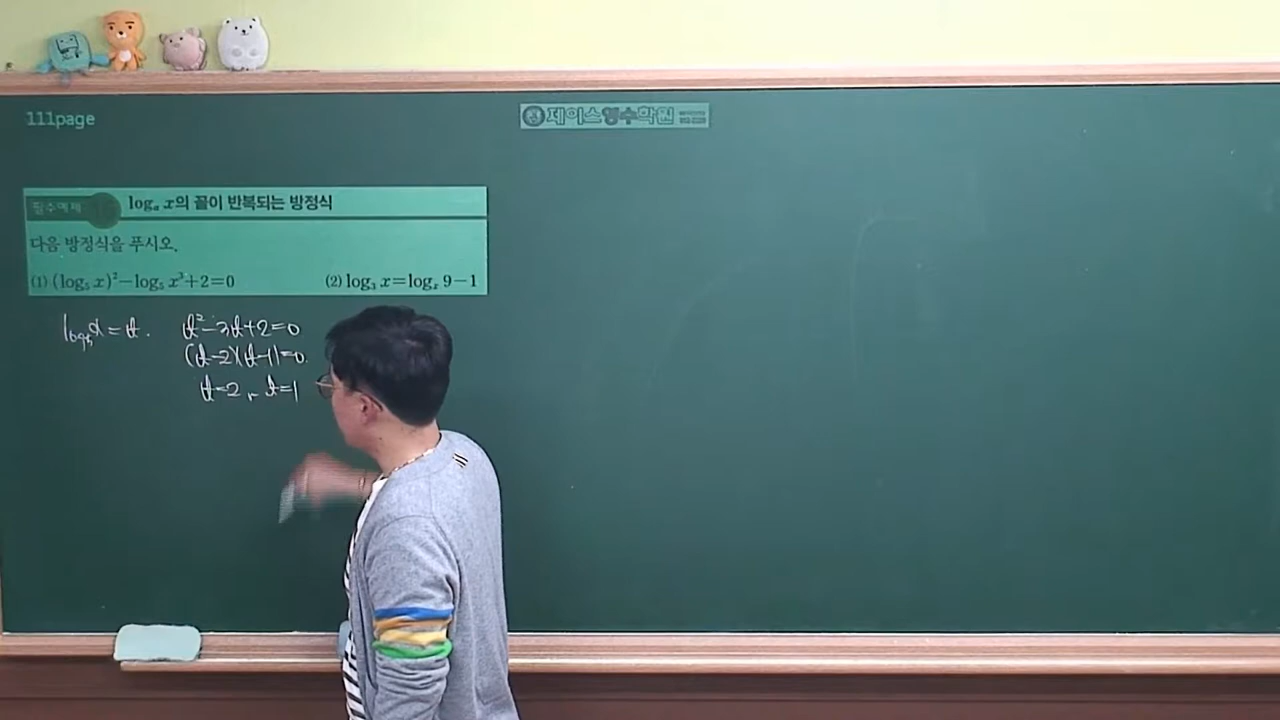 111page
제이스영수학원
필수예제
logₐ x의 꼴이 반복되는 방정식
다음 방정식을 푸시오.
(1) (log₅ x)²−log₅ x³+2=0
(2) log₃ x=logₓ 9−1
log₅x=t.
t²-3t+2=0
(t-2)(t-1)=0.
t=2, t=1